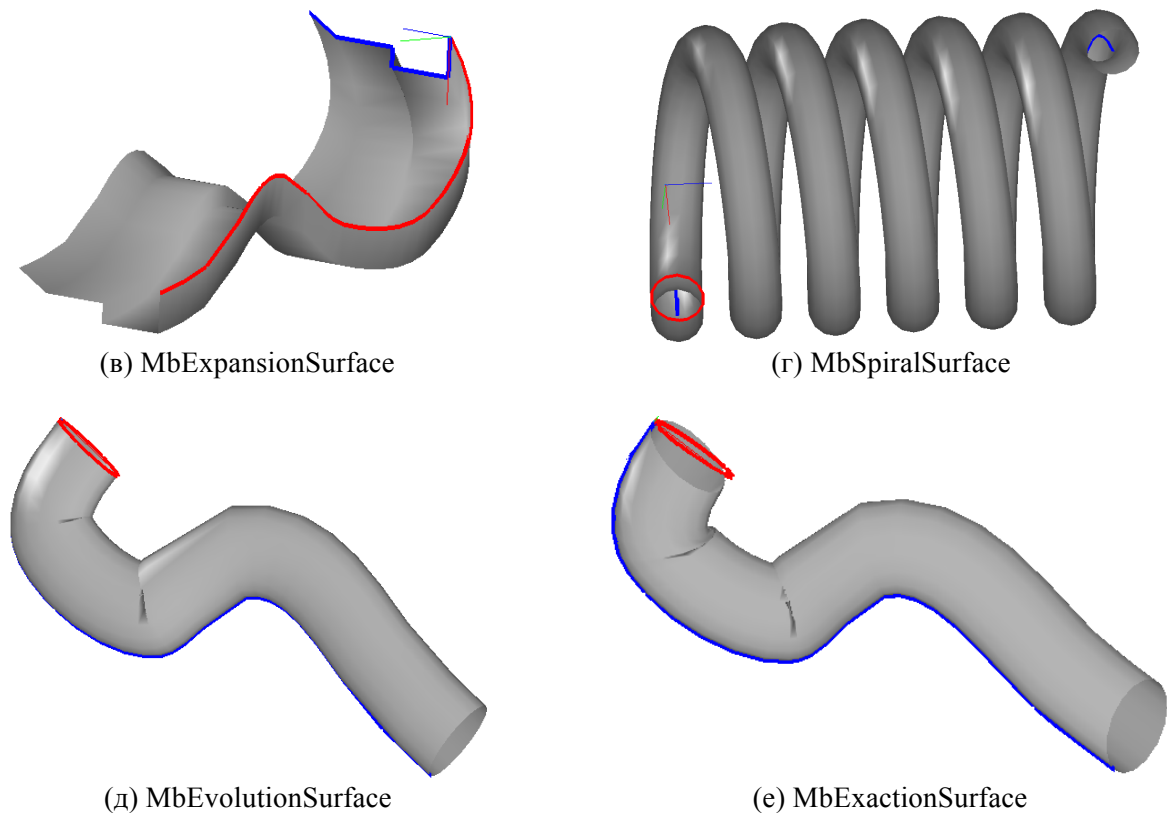 (в) MbExpansionSurface
(г) MbSpiralSurface
(д) MbEvolutionSurface
(е) MbExactionSurface